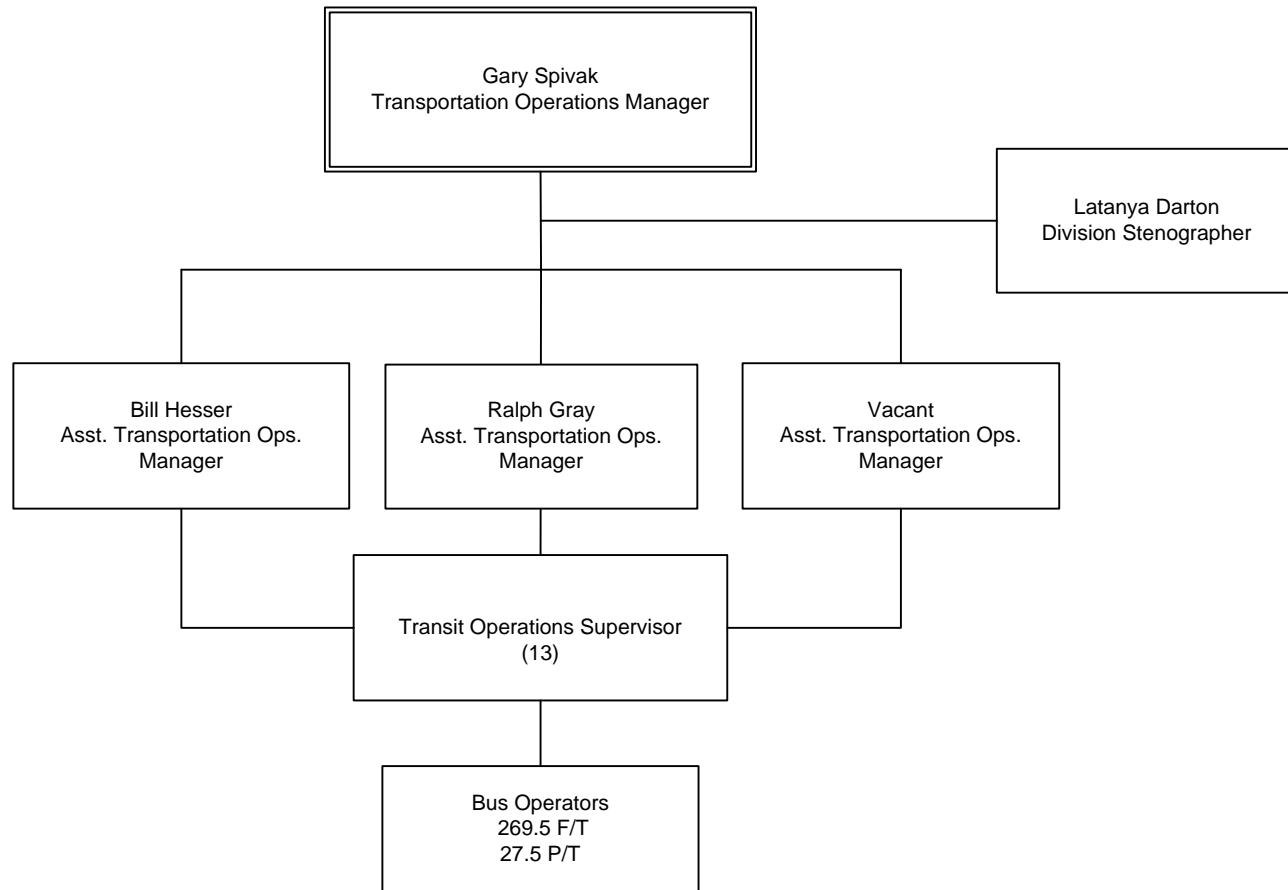 Gary Spivak
Transportation Operations Manager
Latanya Darton
Division Stenographer
Bill Hesser
Asst. Transportation Ops.
Manager
Ralph Gray
Asst. Transportation Ops.
Manager
Vacant
Asst. Transportation Ops.
Manager
Transit Operations Supervisor
(13)
Bus Operators
269.5 F/T
27.5 P/T